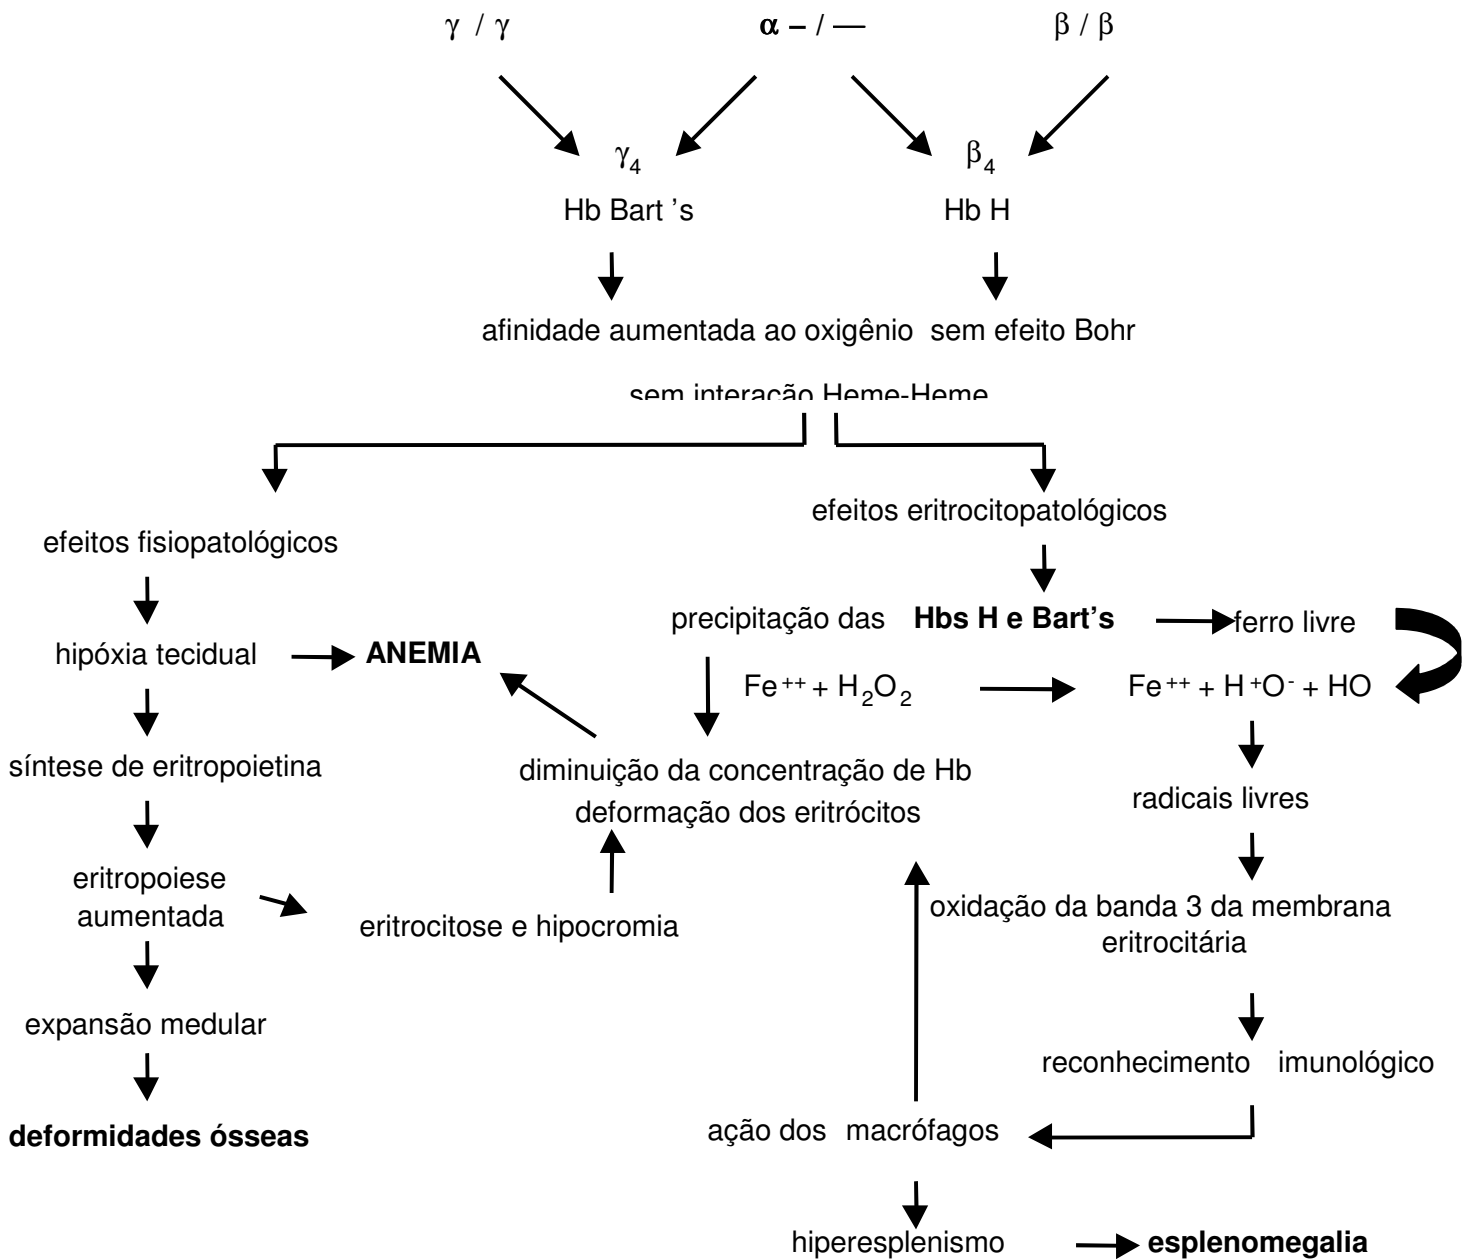 γ / γ
α – / —
β / β
γ4
β4
Hb Bart 's
Hb H
afinidade aumentada ao oxigênio sem efeito Bohr
sem interação Heme-Heme
efeitos eritrocitopatológicos
efeitos fisiopatológicos
precipitação das Hbs H e Bart's
ferro livre
hipóxia tecidual
ANEMIA
Fe++ + H2O2
Fe++ + H+O- + HO
síntese de eritropoietina
diminuição da concentração de Hb
deformação dos eritrócitos
radicais livres
eritropoiese
aumentada
eritrocitose e hipocromia
oxidação da banda 3 da membrana
eritrocitária
expansão medular
reconhecimento imunológico
deformidades ósseas
ação dos macrófagos
hiperesplenismo
esplenomegalia